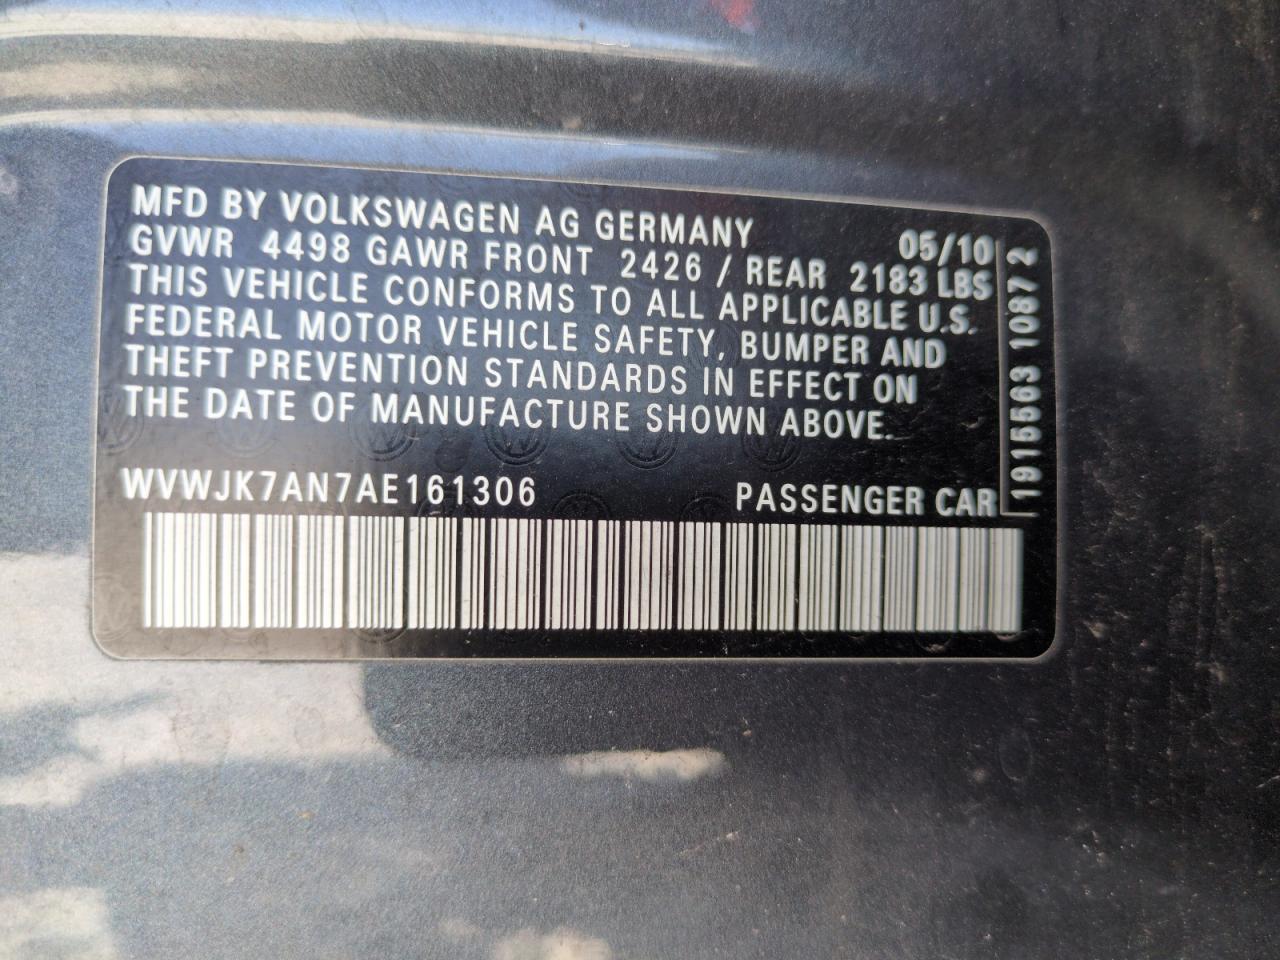 MFD BY VOLKSWAGEN AG GERMANY 05/10
GVWR 4498 GAWR FRONT 2426 / REAR 2183 LBS
THIS VEHICLE CONFORMS TO ALL APPLICABLE U.S.
FEDERAL MOTOR VEHICLE SAFETY, BUMPER AND
THEFT PREVENTION STANDARDS IN EFFECT ON
THE DATE OF MANUFACTURE SHOWN ABOVE.
WVWJK7AN7AE161306 PASSENGER CAR
1915563 10872